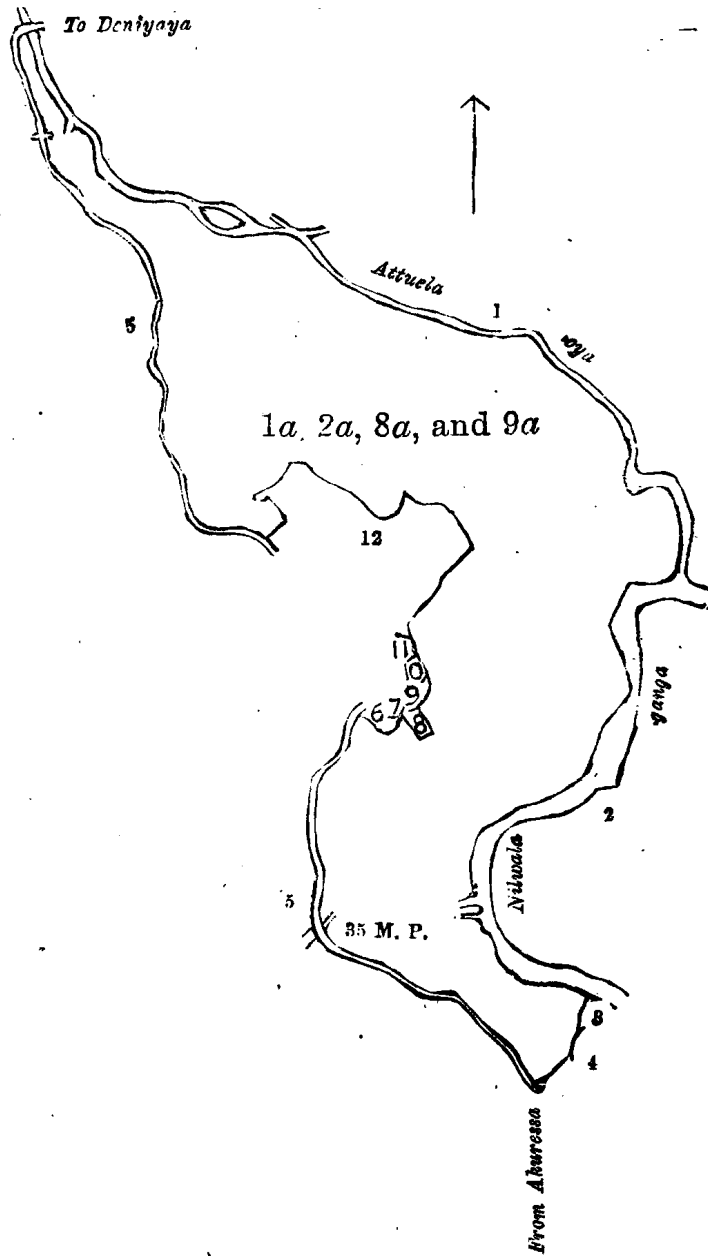 To Deniyaya
Attuela
1
oya
5
1a, 2a, 8a, and 9a
12
11
10
9
6 7
8
ganga
2
Nilwala
5
35 M. P.
3
4
From Akuressa